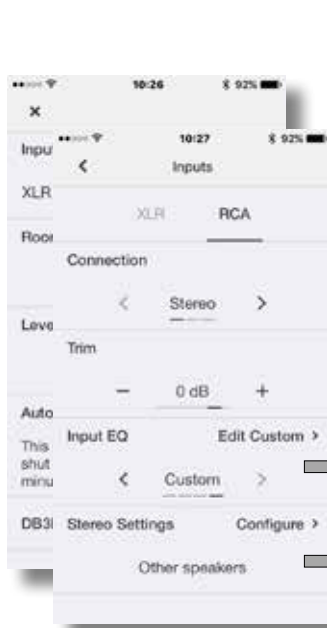 10:26 92%
×
Inpu
XLR
Roo
Leve
Auto
This
shut
minu
DB3
10:27 92%
< Inputs
XLR RCA
Connection
< Stereo >
Trim
− 0 dB +
Input EQ Edit Custom >
< Custom >
Stereo Settings Configure >
Other speakers